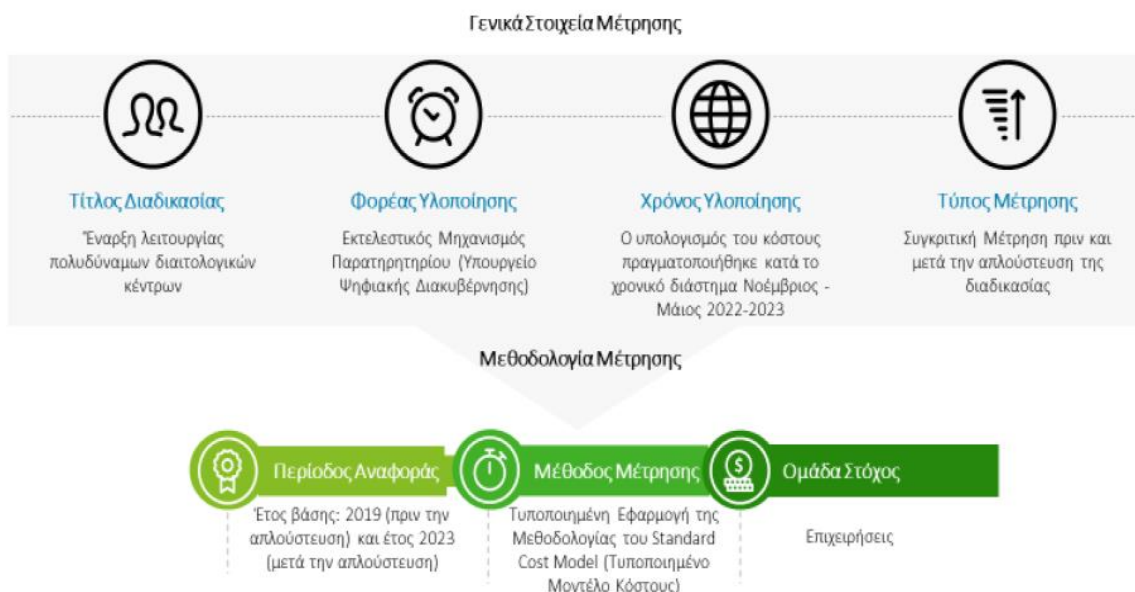 Γενικά Στοιχεία Μέτρησης
Τίτλος Διαδικασίας
Έναρξη λειτουργίας
πολυδύναμων διαιτολογικών
κέντρων
Φορέας Υλοποίησης
Εκτελεστικός Μηχανισμός
Παρατηρητηρίου (Υπουργείο
Ψηφιακής Διακυβέρνησης)
Χρόνος Υλοποίησης
Ο υπολογισμός του κόστους
πραγματοποιήθηκε κατά το
χρονικό διάστημα Νοέμβριος -
Μάιος 2022-2023
Τύπος Μέτρησης
Συγκριτική Μέτρηση πριν και
μετά την απλούστευση της
διαδικασίας
Μεθοδολογία Μέτρησης
Περίοδος Αναφοράς
Έτος βάσης: 2019 (πριν την
απλούστευση) και έτος 2023
(μετά την απλούστευση)
Μέθοδος Μέτρησης
Τυποποιημένη Εφαρμογή της
Μεθοδολογίας του Standard
Cost Model (Τυποποιημένο
Μοντέλο Κόστους)
Ομάδα Στόχος
Επιχειρήσεις